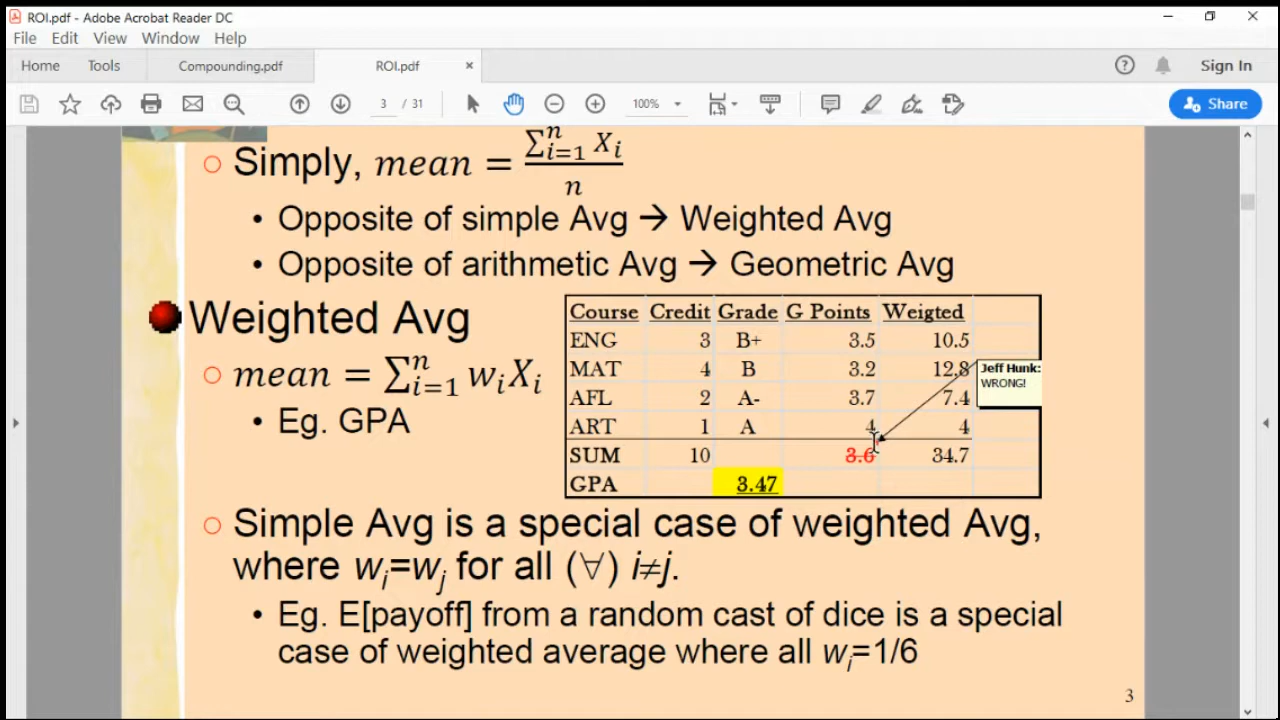 ROI.pdf - Adobe Acrobat Reader DC
File Edit View Window Help
Home Tools Compounding.pdf ROI.pdf × Sign In
3 / 31 100% Share
Simply, mean = ∑ⁿᵢ₌₁ Xᵢ / n
• Opposite of simple Avg → Weighted Avg
• Opposite of arithmetic Avg → Geometric Avg
Weighted Avg
mean = ∑ⁿᵢ₌₁ wᵢXᵢ
• Eg. GPA
Course Credit Grade G Points Weigted
ENG 3 B+ 3.5 10.5
MAT 4 B 3.2 12.8
AFL 2 A- 3.7 7.4
ART 1 A 4 4
SUM 10 3.6 34.7
GPA 3.47
Jeff Hunk:
WRONG!
Simple Avg is a special case of weighted Avg,
where wᵢ=wⱼ for all (∀) i≠j.
• Eg. E[payoff] from a random cast of dice is a special
case of weighted average where all wᵢ=1/6
3